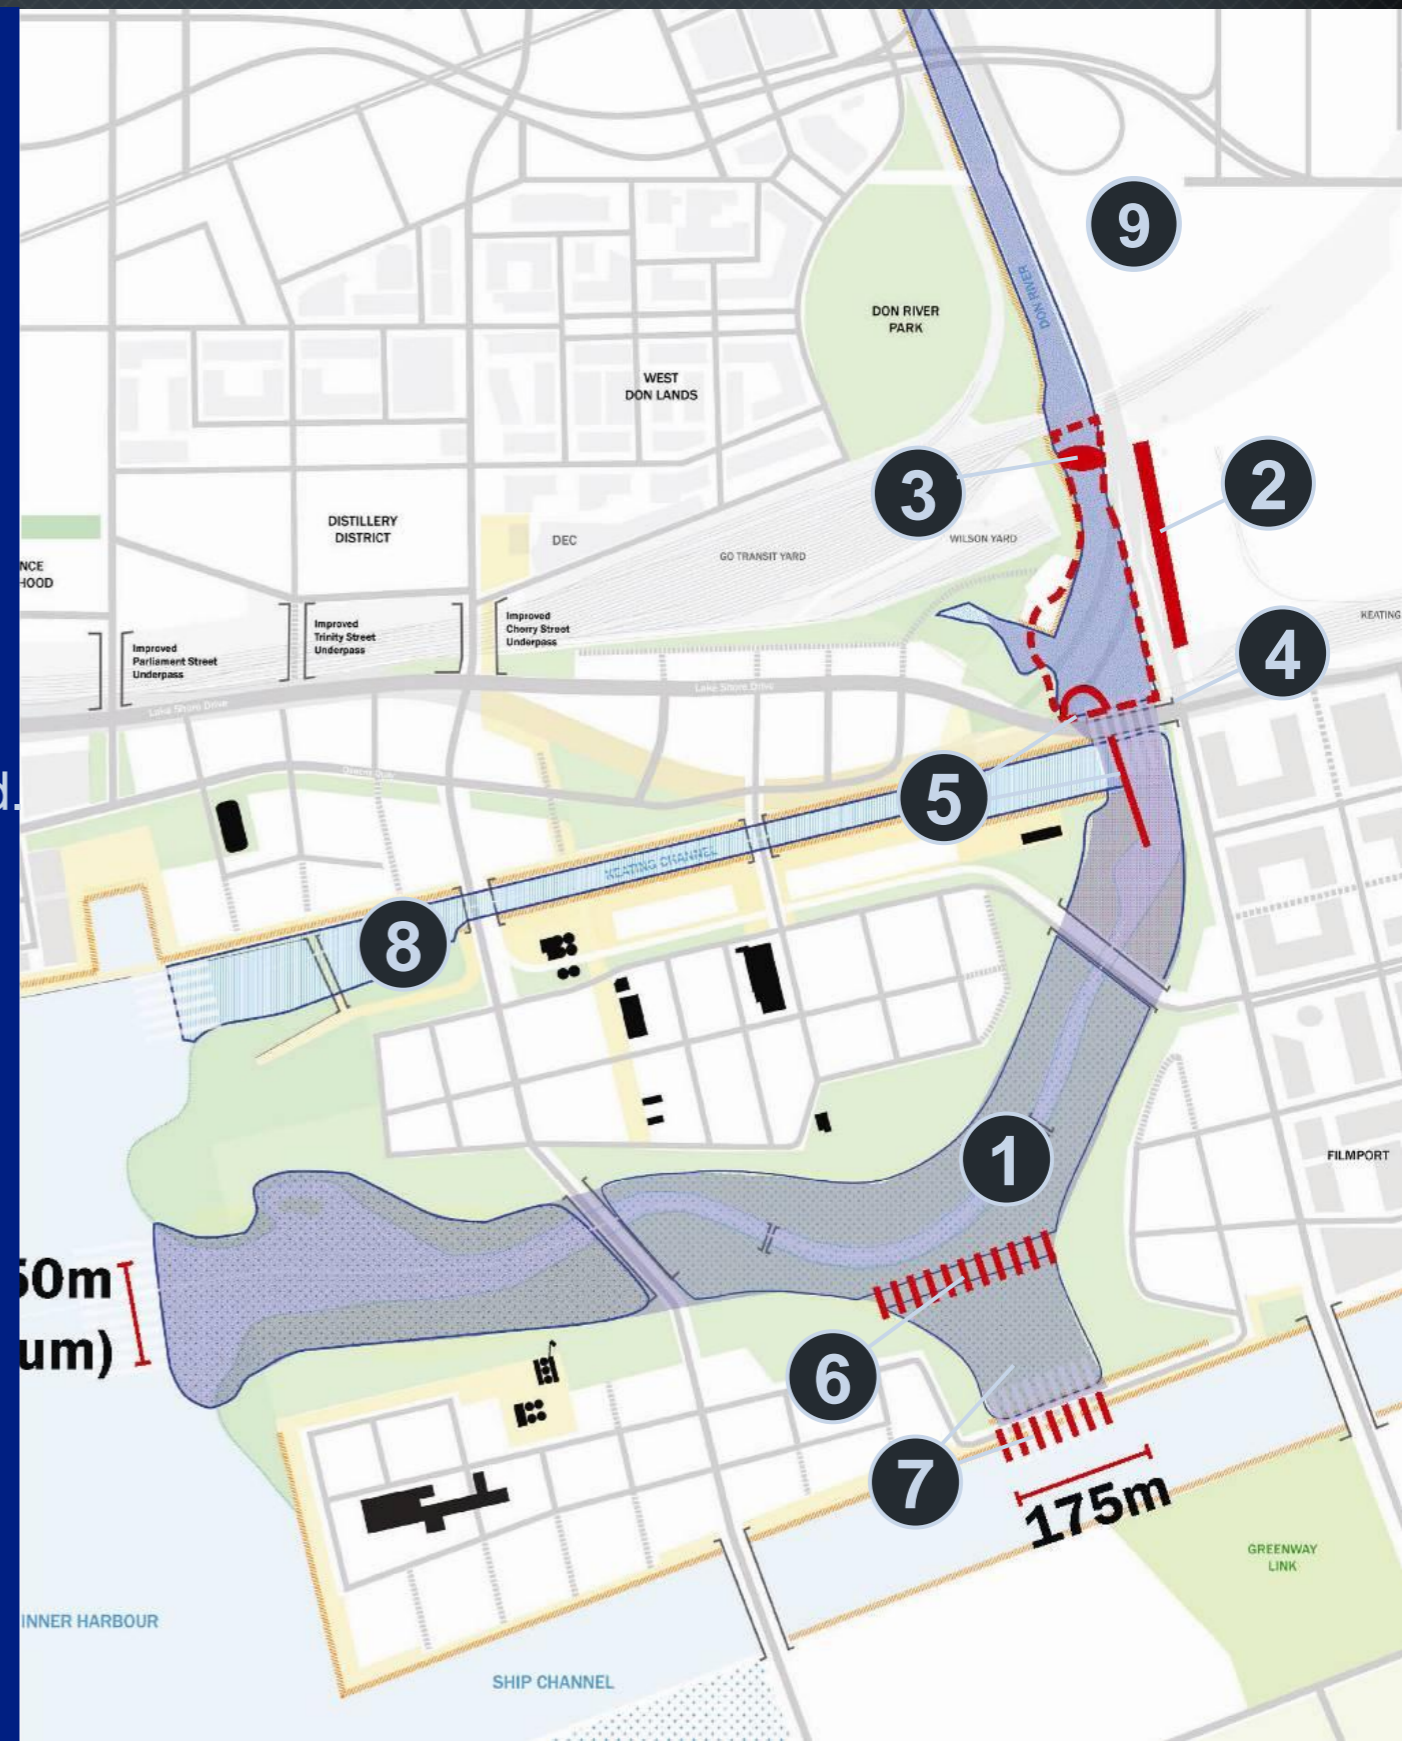 9
DON RIVER
DON RIVER
PARK
WEST
DON LANDS
3
2
DISTILLERY
DISTRICT
DEC
GO TRANSIT YARD
WILSON YARD
NCE
HOOD
KEATING
Improved
Parliament Street
Underpass
Improved
Trinity Street
Underpass
Improved
Cherry Street
Underpass
4
Lake Shore Drive
Lake Shore Drive
d.
5
KEATING CHANNEL
8
1
FILMPORT
50m
um)
6
7
175m
GREENWAY
LINK
INNER HARBOUR
SHIP CHANNEL